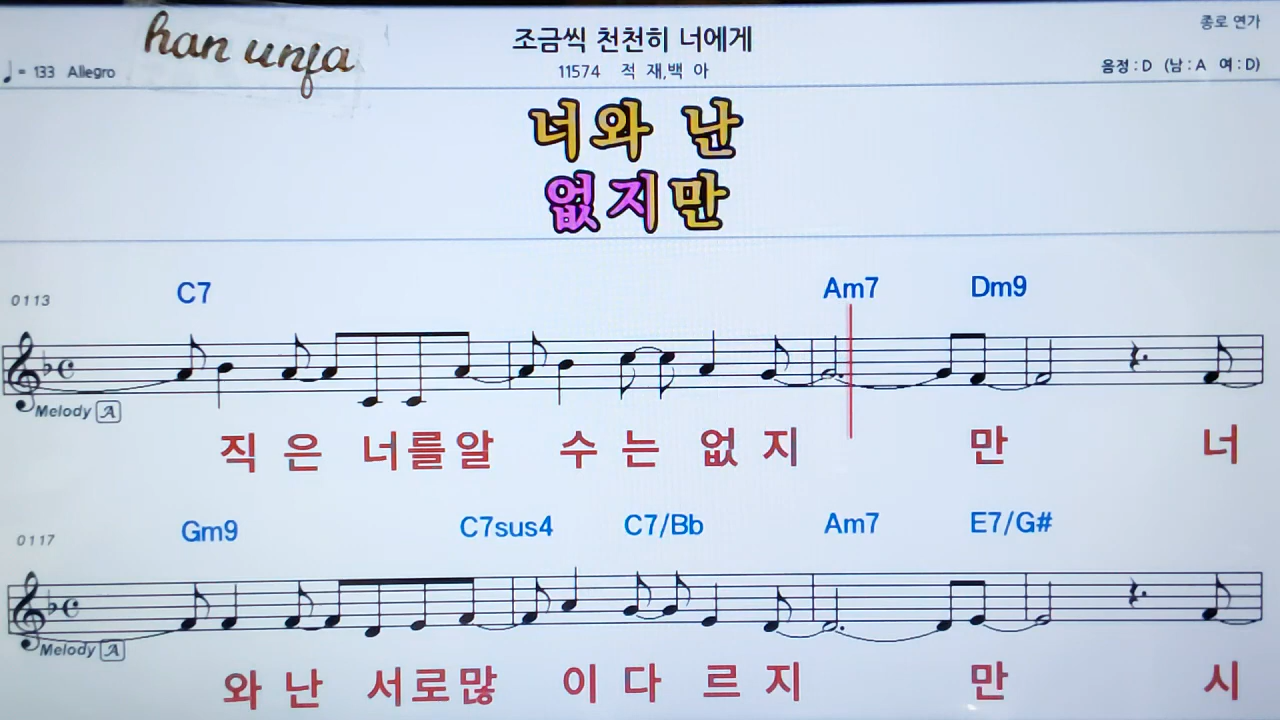 han unja
조금씩 천천히 너에게
종로 연가
♩= 133 Allegro
11574 적 재,백 아
음정 : D (남 : A 여 : D)
너와 난
없지만
0113 C7 Am7 Dm9
Melody A
직 은 너를알 수 는 없 지 만 너
0117 Gm9 C7sus4 C7/Bb Am7 E7/G#
Melody A
와 난 서로많 이 다 르 지 만 시